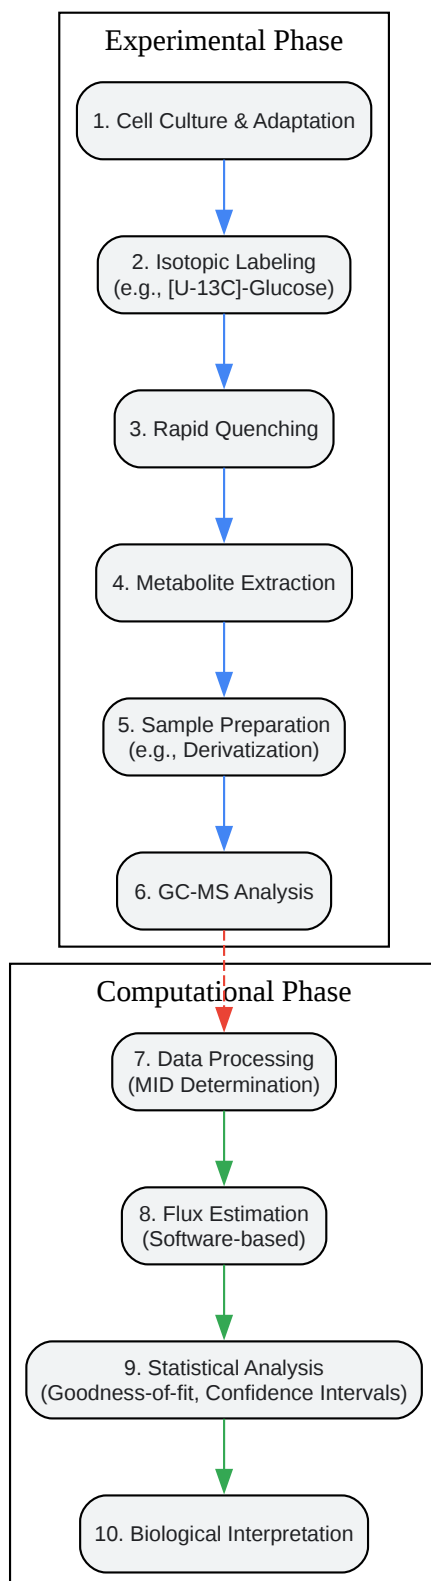 Experimental Phase
1. Cell Culture & Adaptation
2. Isotopic Labeling
(e.g., [U-13C]-Glucose)
3. Rapid Quenching
4. Metabolite Extraction
5. Sample Preparation
(e.g., Derivatization)
6. GC-MS Analysis
Computational Phase
7. Data Processing
(MID Determination)
8. Flux Estimation
(Software-based)
9. Statistical Analysis
(Goodness-of-fit, Confidence Intervals)
10. Biological Interpretation